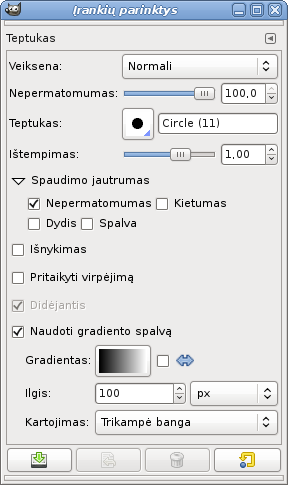 Įrankių parinktys
Teptukas
Veiksena: Normali
Nepermatomumas: 100,0
Teptukas: Circle (11)
Ištempimas: 1,00
Spaudimo jautrumas
Nepermatomumas Kietumas
Dydis Spalva
Išnykimas
Pritaikyti virpėjimą
Didėjantis
Naudoti gradiento spalvą
Gradientas:
Ilgis: 100 px
Kartojimas: Trikampė banga